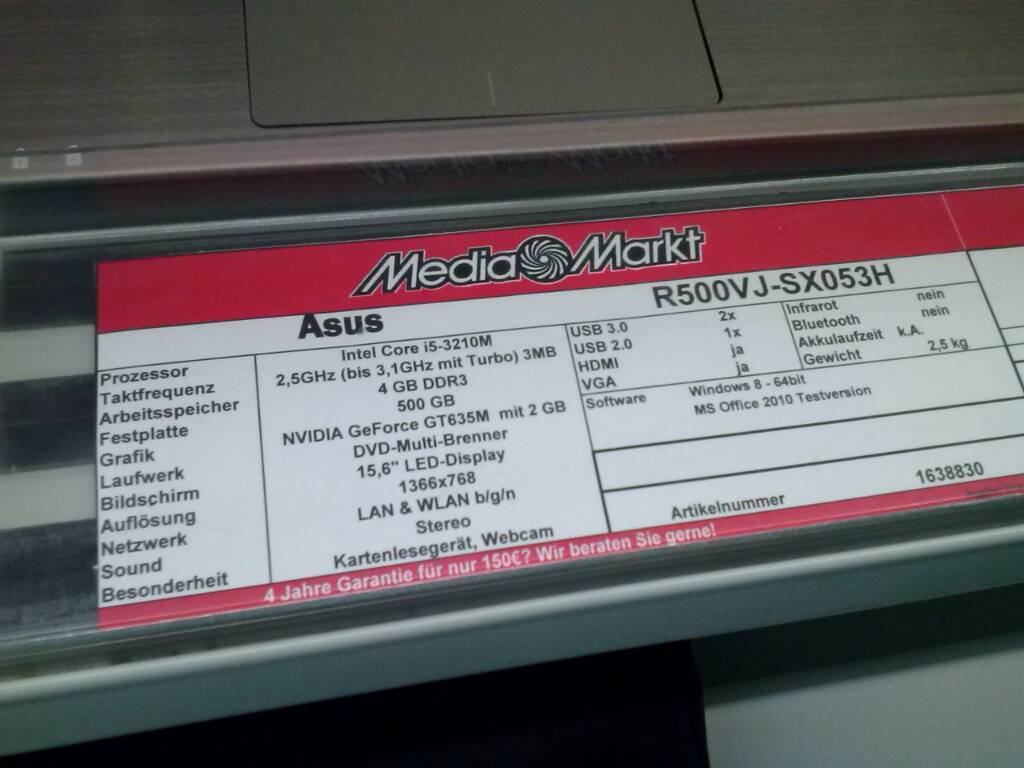 Media Markt
Asus R500VJ-SX053H
Prozessor Intel Core i5-3210M
Taktfrequenz 2,5GHz (bis 3,1GHz mit Turbo) 3MB
Arbeitsspeicher 4 GB DDR3
Festplatte 500 GB
Grafik NVIDIA GeForce GT635M mit 2 GB
Laufwerk DVD-Multi-Brenner
Bildschirm 15,6" LED-Display
Auflösung 1366x768
Netzwerk LAN & WLAN b/g/n
Sound Stereo
Besonderheit Kartenlesegerät, Webcam
USB 3.0 2x
USB 2.0 1x
HDMI ja
VGA ja
Infrarot nein
Bluetooth nein
Akkulaufzeit k.A.
Gewicht 2,5 kg
Software Windows 8 - 64bit
MS Office 2010 Testversion
Artikelnummer 1638830
4 Jahre Garantie für nur 150€? Wir beraten Sie gerne!